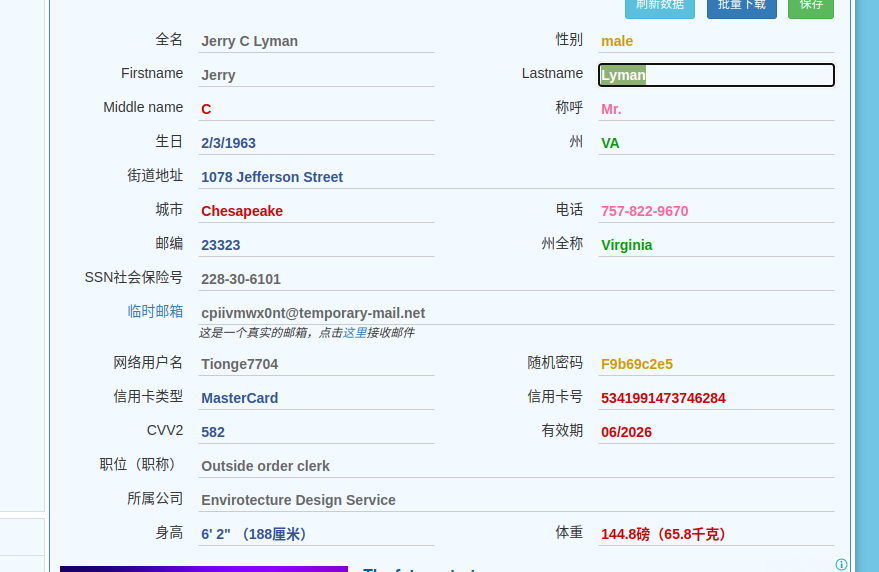 刷新数据 批量下载 保存
全名 Jerry C Lyman 性别 male
Firstname Jerry Lastname Lyman
Middle name C 称呼 Mr.
生日 2/3/1963 州 VA
街道地址 1078 Jefferson Street
城市 Chesapeake 电话 757-822-9670
邮编 23323 州全称 Virginia
SSN社会保险号 228-30-6101
临时邮箱 cpiivmwx0nt@temporary-mail.net
这是一个真实的邮箱，点击这里接收邮件
网络用户名 Tionge7704 随机密码 F9b69c2e5
信用卡类型 MasterCard 信用卡号 5341991473746284
CVV2 582 有效期 06/2026
职位（职称） Outside order clerk
所属公司 Envirotecture Design Service
身高 6' 2" （188厘米） 体重 144.8磅（65.8千克）